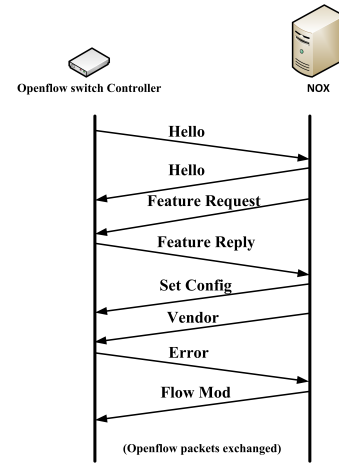 Openflow switch Controller
NOX
Hello
Hello
Feature Request
Feature Reply
Set Config
Vendor
Error
Flow Mod
(Openflow packets exchanged)